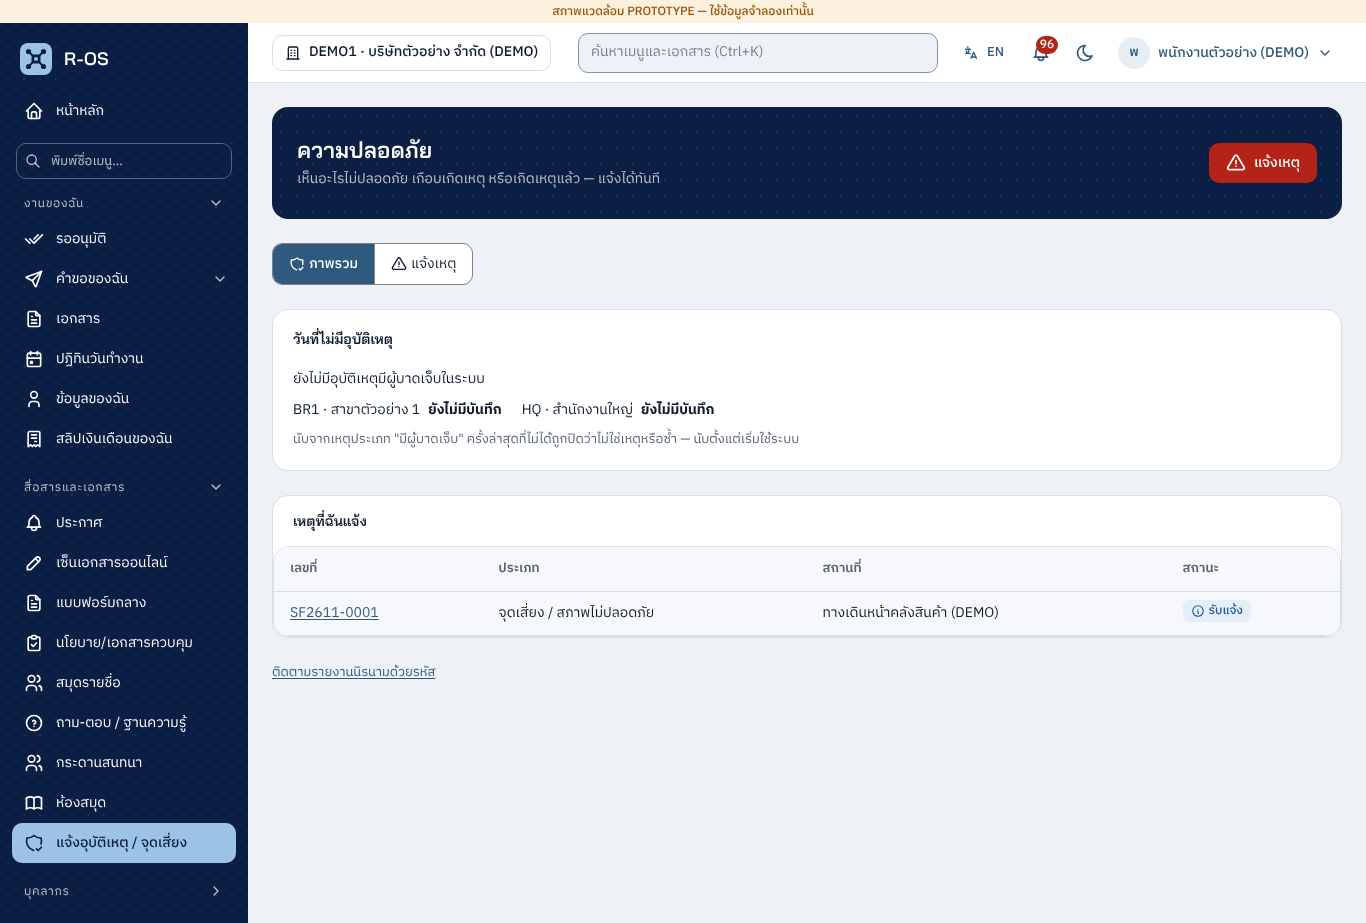 สภาพแวดล้อม PROTOTYPE — ใช้ข้อมูลจำลองเท่านั้น
R-OS
หน้าหลัก
พิมพ์ชื่อเมนู...
งานของฉัน
รออนุมัติ
คำขอของฉัน
เอกสาร
ปฏิทินวันทำงาน
ข้อมูลของฉัน
สลิปเงินเดือนของฉัน
สื่อสารและเอกสาร
ประกาศ
เซ็นเอกสารออนไลน์
แบบฟอร์มกลาง
นโยบาย/เอกสารควบคุม
สมุดรายชื่อ
ถาม-ตอบ / ฐานความรู้
กระดานสนทนา
ห้องสมุด
แจ้งอุบัติเหตุ / จุดเสี่ยง
บุคลากร
DEMO1 · บริษัทตัวอย่าง จำกัด (DEMO)
ค้นหาเมนูและเอกสาร (Ctrl+K)
EN
96
พ
พนักงานตัวอย่าง (DEMO)
ความปลอดภัย
เห็นอะไรไม่ปลอดภัย เกือบเกิดเหตุ หรือเกิดเหตุแล้ว — แจ้งได้ทันที
แจ้งเหตุ
ภาพรวม
แจ้งเหตุ
วันที่ไม่มีอุบัติเหตุ
ยังไม่มีอุบัติเหตุมีผู้บาดเจ็บในระบบ
BR1 · สาขาตัวอย่าง 1 ยังไม่มีบันทึก HQ · สำนักงานใหญ่ ยังไม่มีบันทึก
นับจากเหตุประเภท "มีผู้บาดเจ็บ" ครั้งล่าสุดที่ไม่ได้ถูกปิดว่าไม่ใช่เหตุหรือซ้ำ — นับตั้งแต่เริ่มใช้ระบบ
เหตุที่ฉันแจ้ง
เลขที่ ประเภท สถานที่ สถานะ
SF2611-0001 จุดเสี่ยง / สภาพไม่ปลอดภัย ทางเดินหน้าคลังสินค้า (DEMO) รับแจ้ง
ติดตามรายงานนิรนามด้วยรหัส